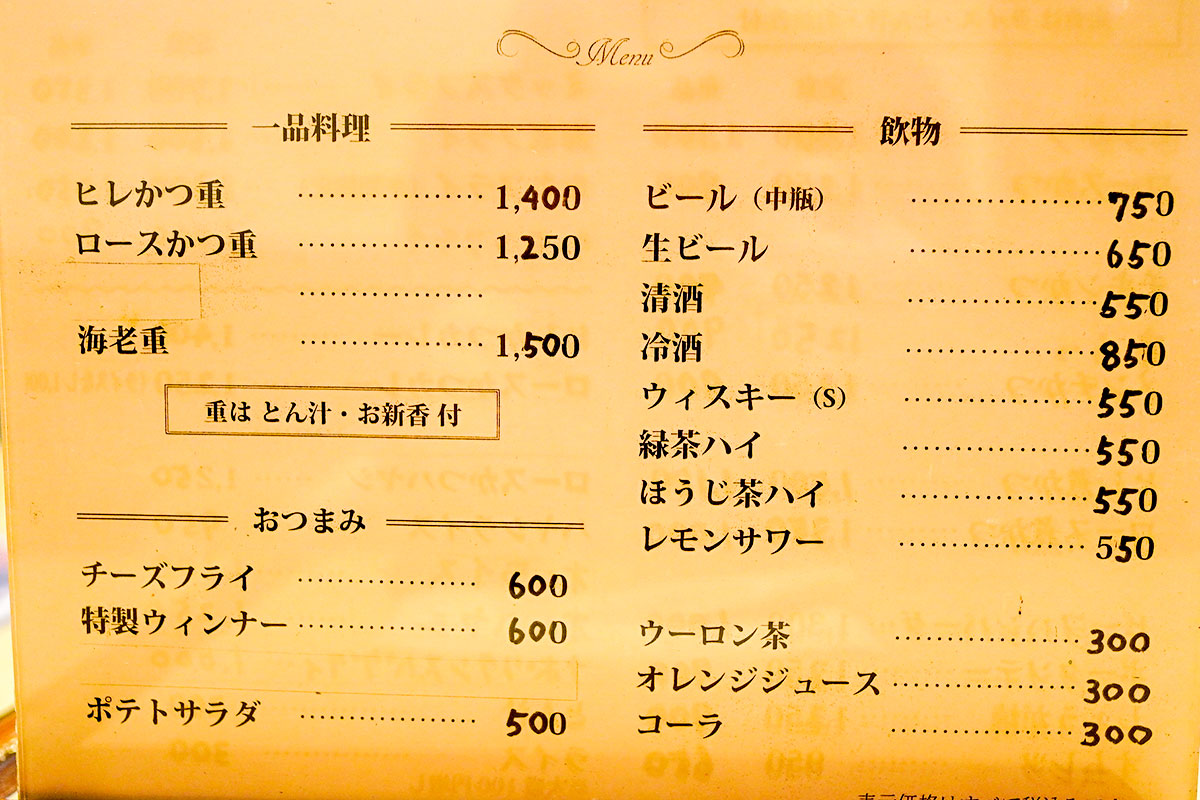 Menu
一品料理
ヒレかつ重 ……………… 1,400
ロースかつ重 ……………… 1,250
………………
海老重 ……………… 1,500
重は とん汁・お新香 付
おつまみ
チーズフライ ……………… 600
特製ウィンナー ……………… 600
ポテトサラダ ……………… 500
飲物
ビール（中瓶） ……………… 750
生ビール ……………… 650
清酒 ……………… 550
冷酒 ……………… 850
ウィスキー（S） ……………… 550
緑茶ハイ ……………… 550
ほうじ茶ハイ ……………… 550
レモンサワー ……………… 550
ウーロン茶 ……………… 300
オレンジジュース ……………… 300
コーラ ……………… 300